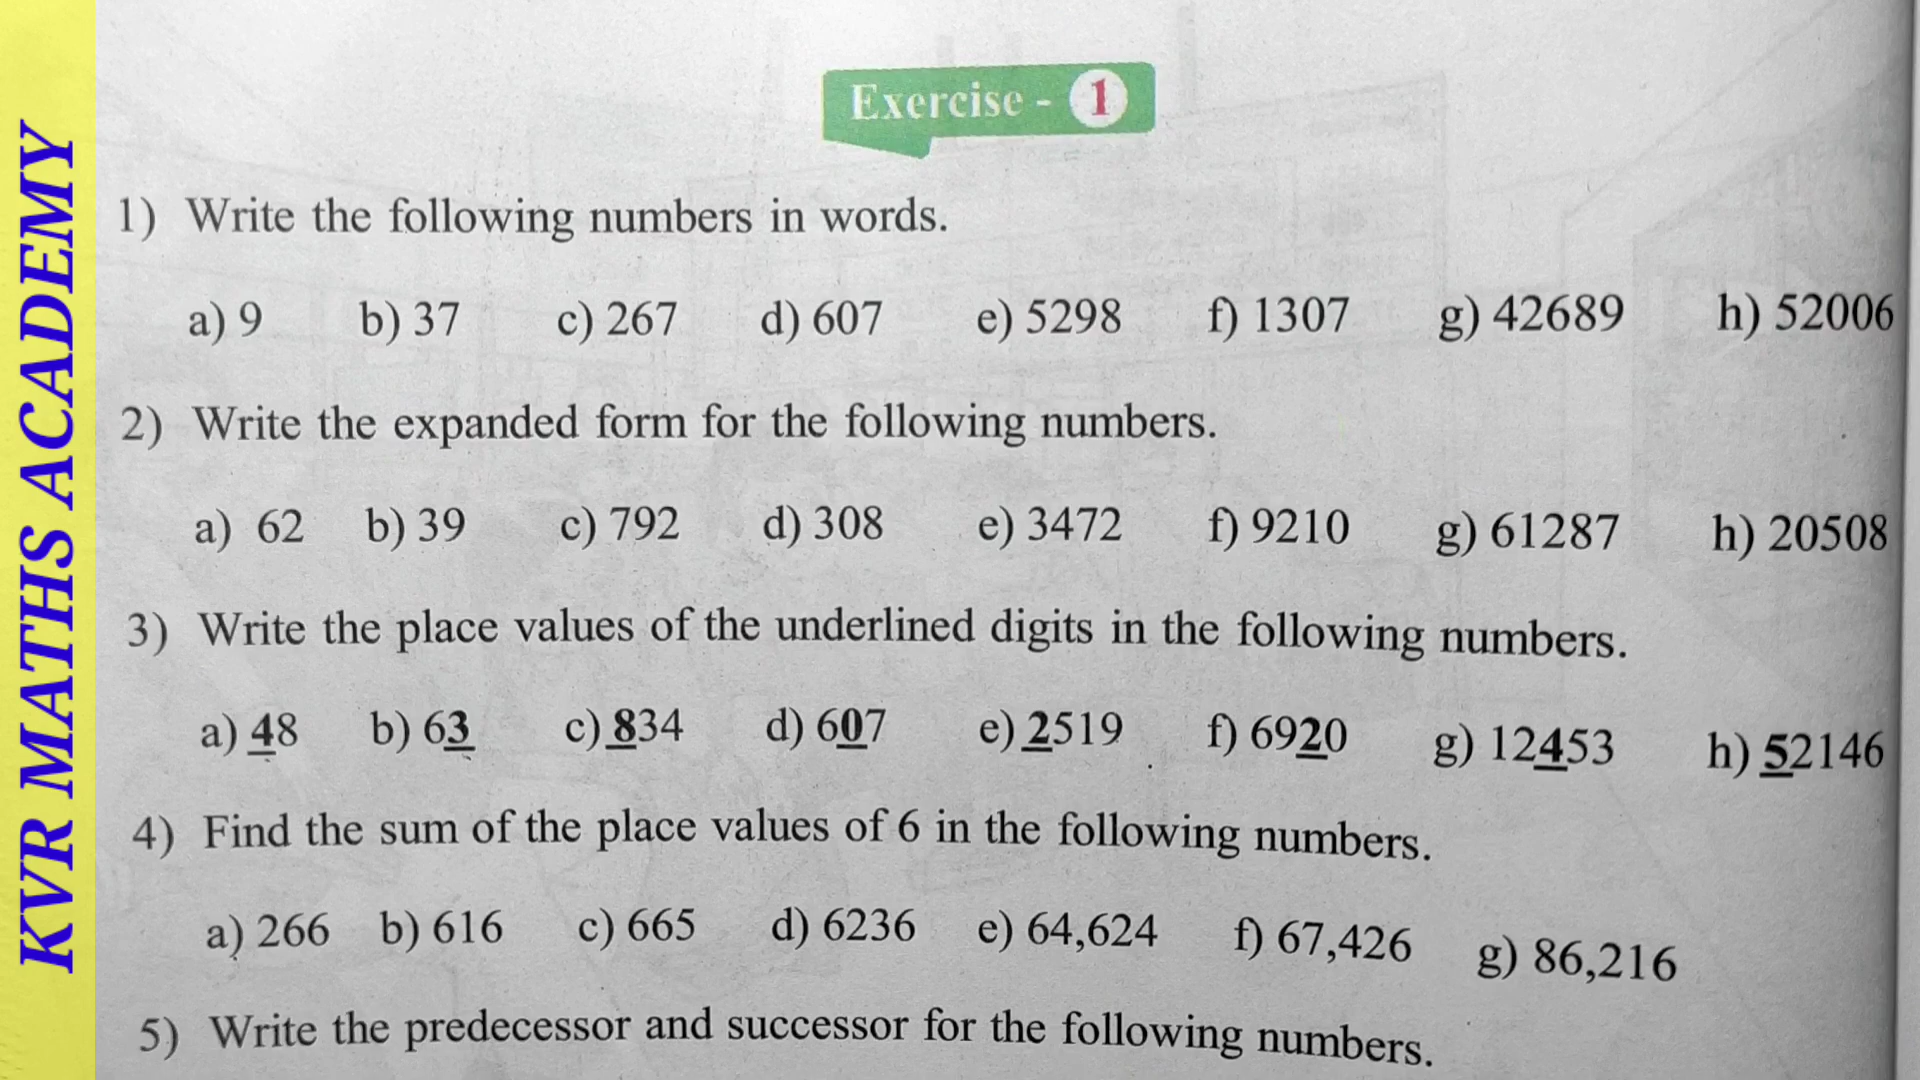 KVR MATHS ACADEMY
Exercise - 1
1) Write the following numbers in words.
a) 9 b) 37 c) 267 d) 607 e) 5298 f) 1307 g) 42689 h) 52006
2) Write the expanded form for the following numbers.
a) 62 b) 39 c) 792 d) 308 e) 3472 f) 9210 g) 61287 h) 20508
3) Write the place values of the underlined digits in the following numbers.
a) 48 b) 63 c) 834 d) 607 e) 2519 f) 6920 g) 12453 h) 52146
4) Find the sum of the place values of 6 in the following numbers.
a) 266 b) 616 c) 665 d) 6236 e) 64,624 f) 67,426 g) 86,216
5) Write the predecessor and successor for the following numbers.